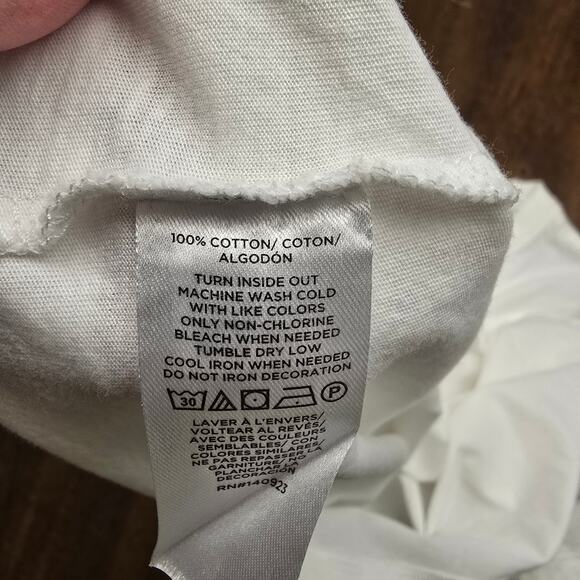 100% COTTON/ COTON/
ALGODÓN
TURN INSIDE OUT
MACHINE WASH COLD
WITH LIKE COLORS
ONLY NON-CHLORINE
BLEACH WHEN NEEDED
TUMBLE DRY LOW
COOL IRON WHEN NEEDED
DO NOT IRON DECORATION
30 P
LAVER À L'ENVERS/
VOLTEAR AL REVÉS/
AVEC DES COULEURS
SEMBLABLES/ CON
COLORES SIMILARES/
NE PAS REPASSER LA
GARNITURE/ NO
PLANCHAR LA
DECORACIÓN
RN#140923